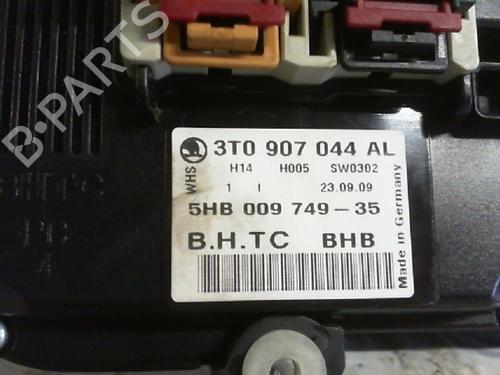 B-PARTS
3T0 907 044 AL
WHS
H14 H005 SW0302
1 I 23.09.09
5HB 009 749-35
B.H.TC BHB
Made in Germany